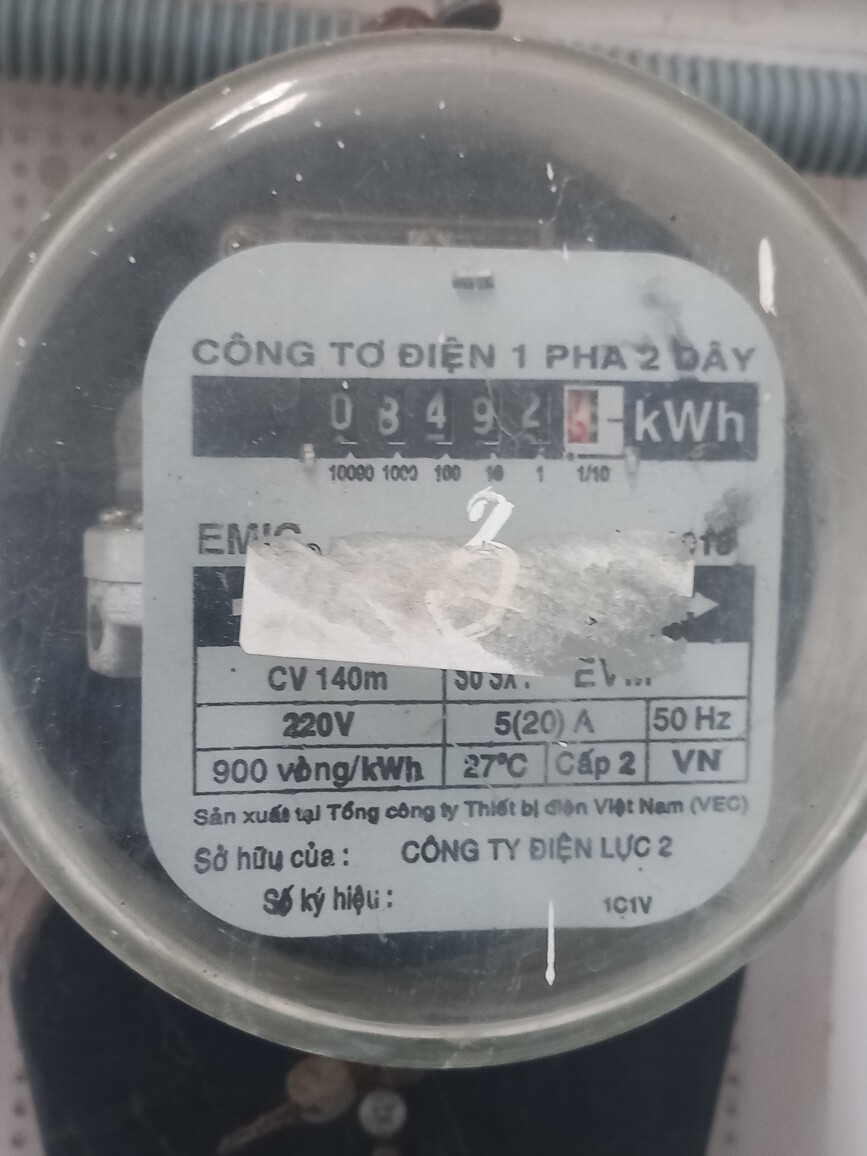 CÔNG TƠ ĐIỆN 1 PHA 2 DÂY
0 8 4 9 2 kWh
10000 1000 100 10 1 1/10
EMIC
CV 140m Số SX :
220V 5(20) A 50 Hz
900 vòng/kWh 27°C Cấp 2 VN
Sản xuất tại Tổng công ty Thiết bị điện Việt Nam (VEC)
Sở hữu của : CÔNG TY ĐIỆN LỰC 2
Số ký hiệu : 1C1V